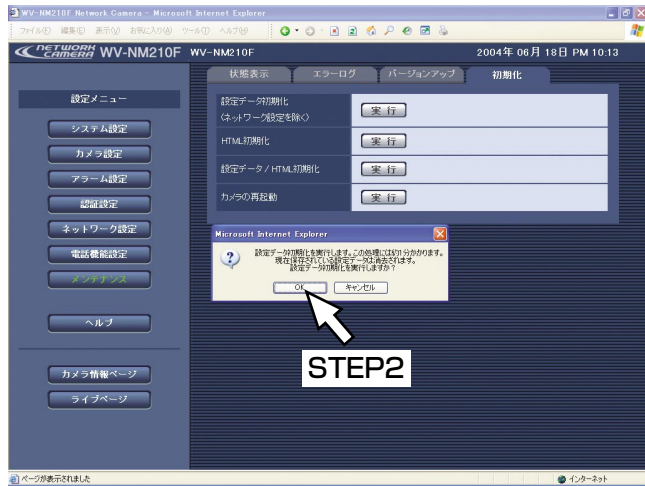 WV-NM210F Network Camera - Microsoft Internet Explorer
ファイル(F) 編集(E) 表示(V) お気に入り(A) ツール(T) ヘルプ(H)
NETWORK CAMERA WV-NM210F
WV-NM210F
2004年 06月 18日 PM 10:13
状態表示
エラーログ
バージョンアップ
初期化
設定メニュー
システム設定
カメラ設定
アラーム設定
認証設定
ネットワーク設定
電話機能設定
メンテナンス
ヘルプ
カメラ情報ページ
ライブページ
設定データ初期化
(ネットワーク設定を除く)
実 行
HTML初期化
実 行
設定データ / HTML初期化
実 行
カメラの再起動
実 行
Microsoft Internet Explorer
設定データ初期化を実行します。この処理には約1分かかります。
現在保存されている設定データは消去されます。
設定データ初期化を実行しますか?
OK
キャンセル
STEP2
ページが表示されました
インターネット